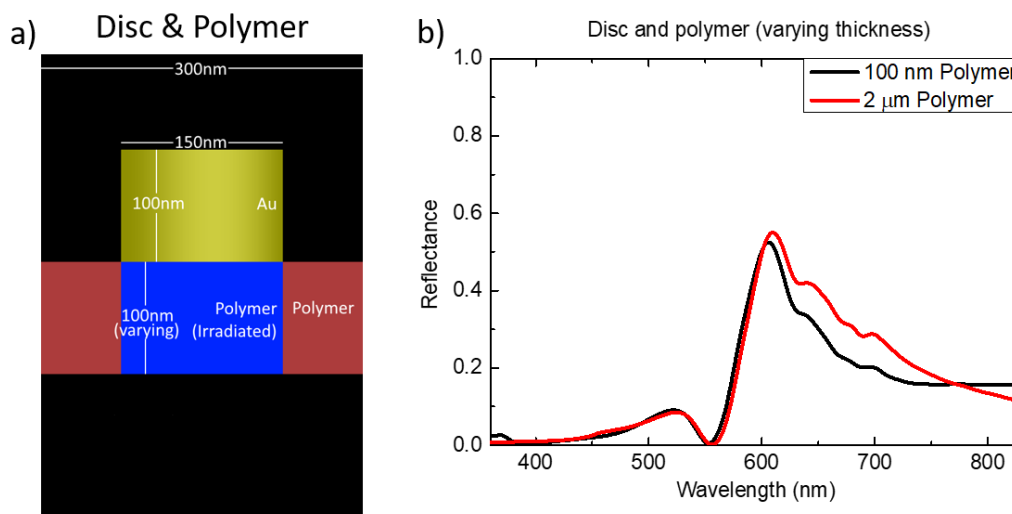 a)
Disc & Polymer
300nm
150nm
100nm
Au
100nm
(varying)
Polymer
(Irradiated)
Polymer
b)
Disc and polymer (varying thickness)
100 nm Polymer
2 μm Polymer
Reflectance
1.0
0.8
0.6
0.4
0.2
0.0
400
500
600
700
800
Wavelength (nm)